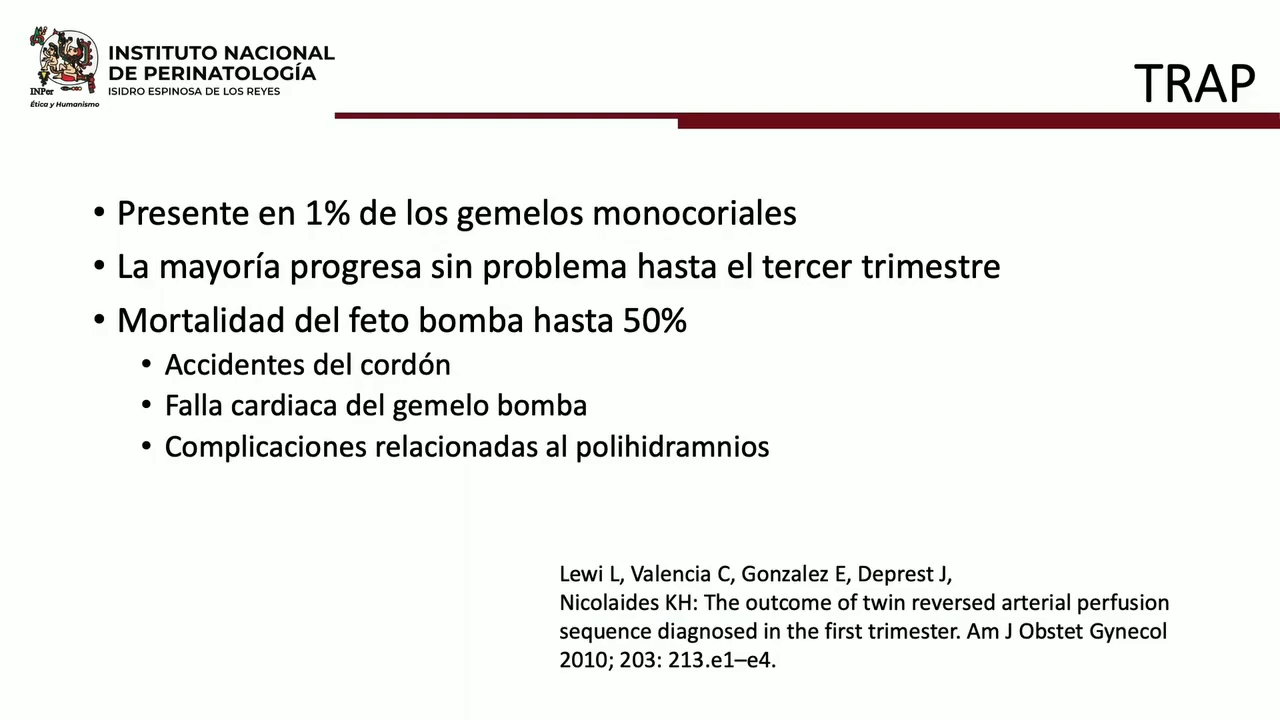 INPer
Ética y Humanismo
INSTITUTO NACIONAL
DE PERINATOLOGÍA
ISIDRO ESPINOSA DE LOS REYES
TRAP
• Presente en 1% de los gemelos monocoriales
• La mayoría progresa sin problema hasta el tercer trimestre
• Mortalidad del feto bomba hasta 50%
• Accidentes del cordón
• Falla cardiaca del gemelo bomba
• Complicaciones relacionadas al polihidramnios
Lewi L, Valencia C, Gonzalez E, Deprest J,
Nicolaides KH: The outcome of twin reversed arterial perfusion
sequence diagnosed in the first trimester. Am J Obstet Gynecol
2010; 203: 213.e1–e4.